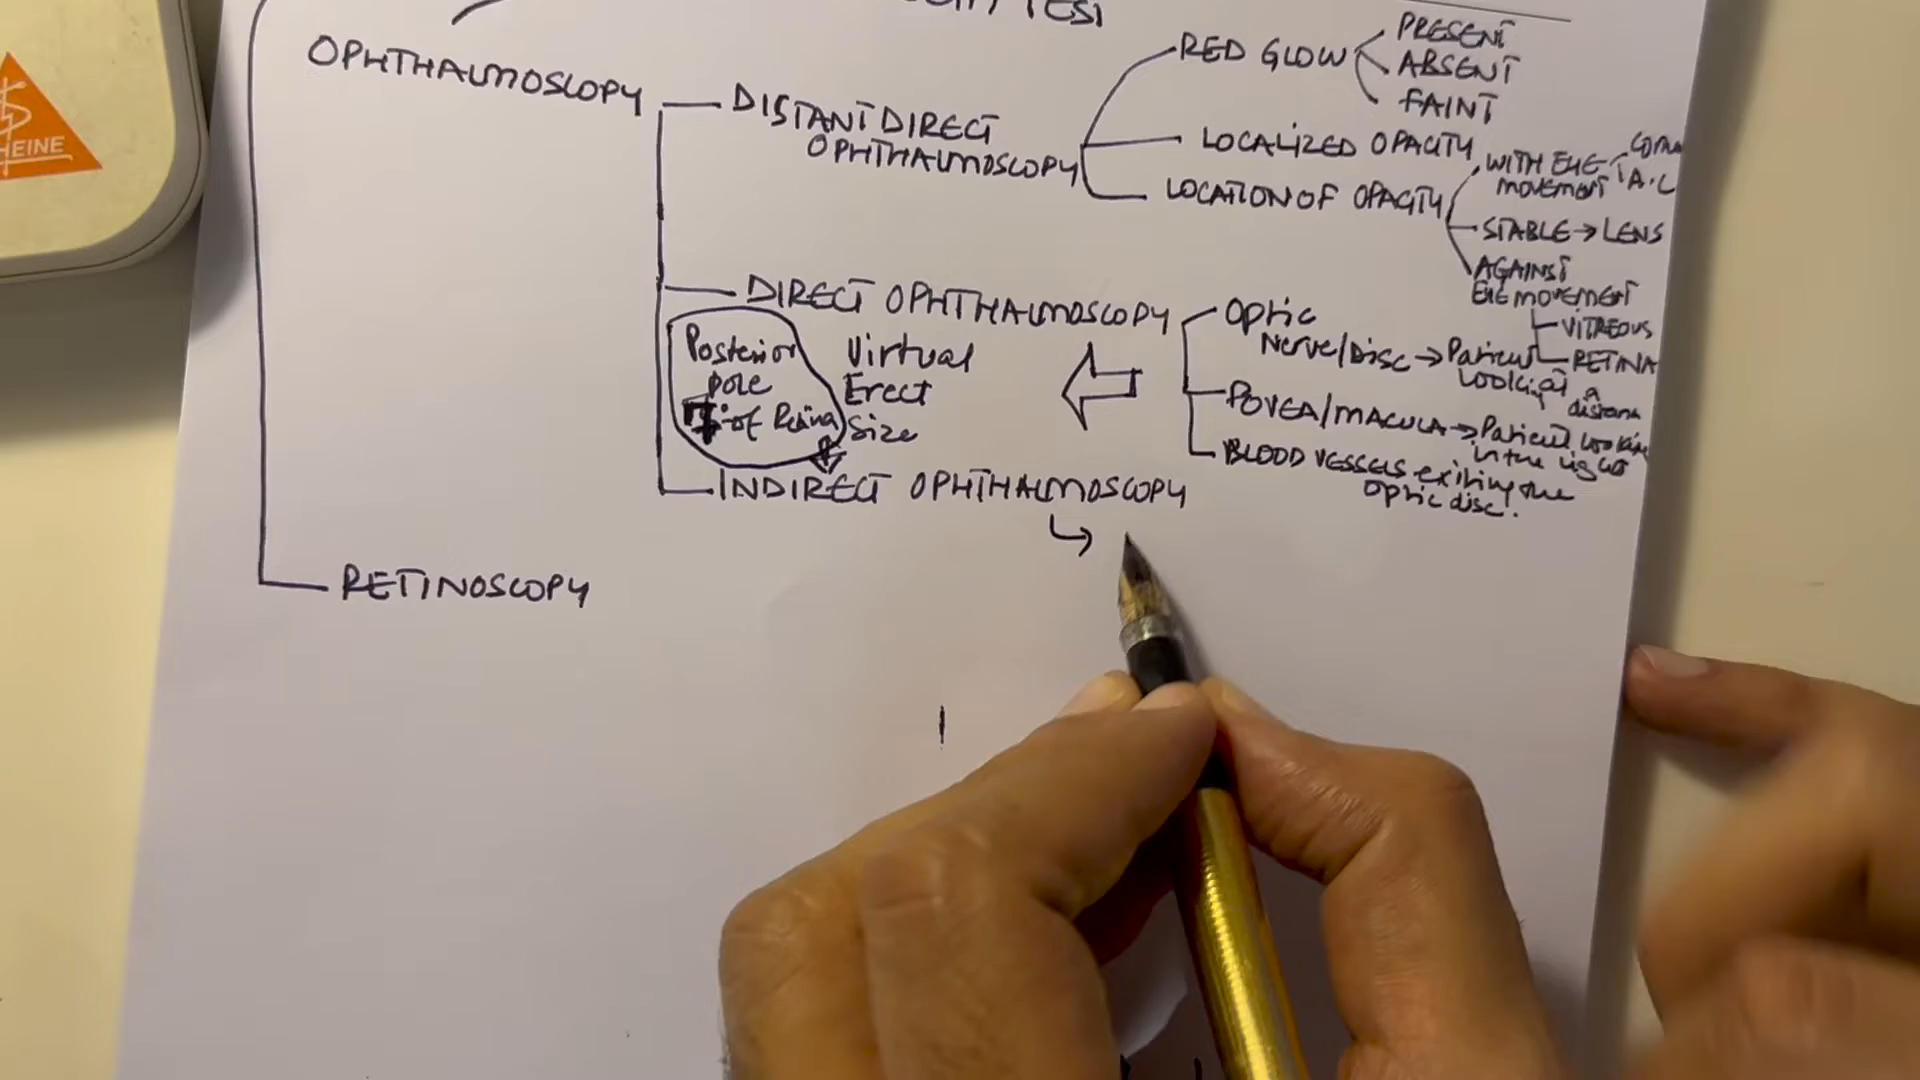 TEST
HEINE
OPHTHALMOSCOPY
DISTANT DIRECT
OPHTHALMOSCOPY
RED GLOW
PRESENT
ABSENT
FAINT
LOCALIZED OPACITY
LOCATION OF OPACITY
WITH EYE
MOVEMENT
A.C
STABLE → LENS
AGAINST
EYE MOVEMENT
VITREOUS
RETINA
DIRECT OPHTHALMOSCOPY
Posterior
pole
of Retina
Virtual
Erect
Size
Optic
Nerve/Disc → Patient
looking at a
FOVEA/MACULA → Patient looking
in the light
BLOOD VESSELS exiting the
Optic disc.
INDIRECT OPHTHALMOSCOPY
RETINOSCOPY